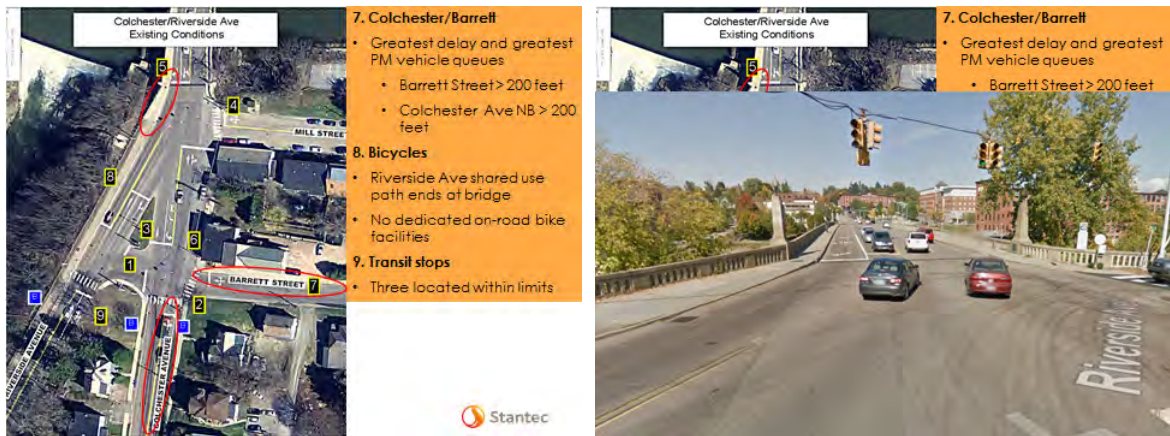 Colchester/Riverside Ave
Existing Conditions
5
4
MILL STREET
8
3
6
1
BARRETT STREET
7
2
9
B
B
B
RIVERSIDE AVENUE
COLCHESTER AVENUE
7. Colchester/Barrett
• Greatest delay and greatest
PM vehicle queues
• Barrett Street > 200 feet
• Colchester Ave NB > 200
feet
8. Bicycles
• Riverside Ave shared use
path ends at bridge
• No dedicated on-road bike
facilities
9. Transit stops
• Three located within limits
Stantec
Colchester/Riverside Ave
Existing Conditions
5
7. Colchester/Barrett
• Greatest delay and greatest
PM vehicle queues
• Barrett Street > 200 feet
Riverside Ave